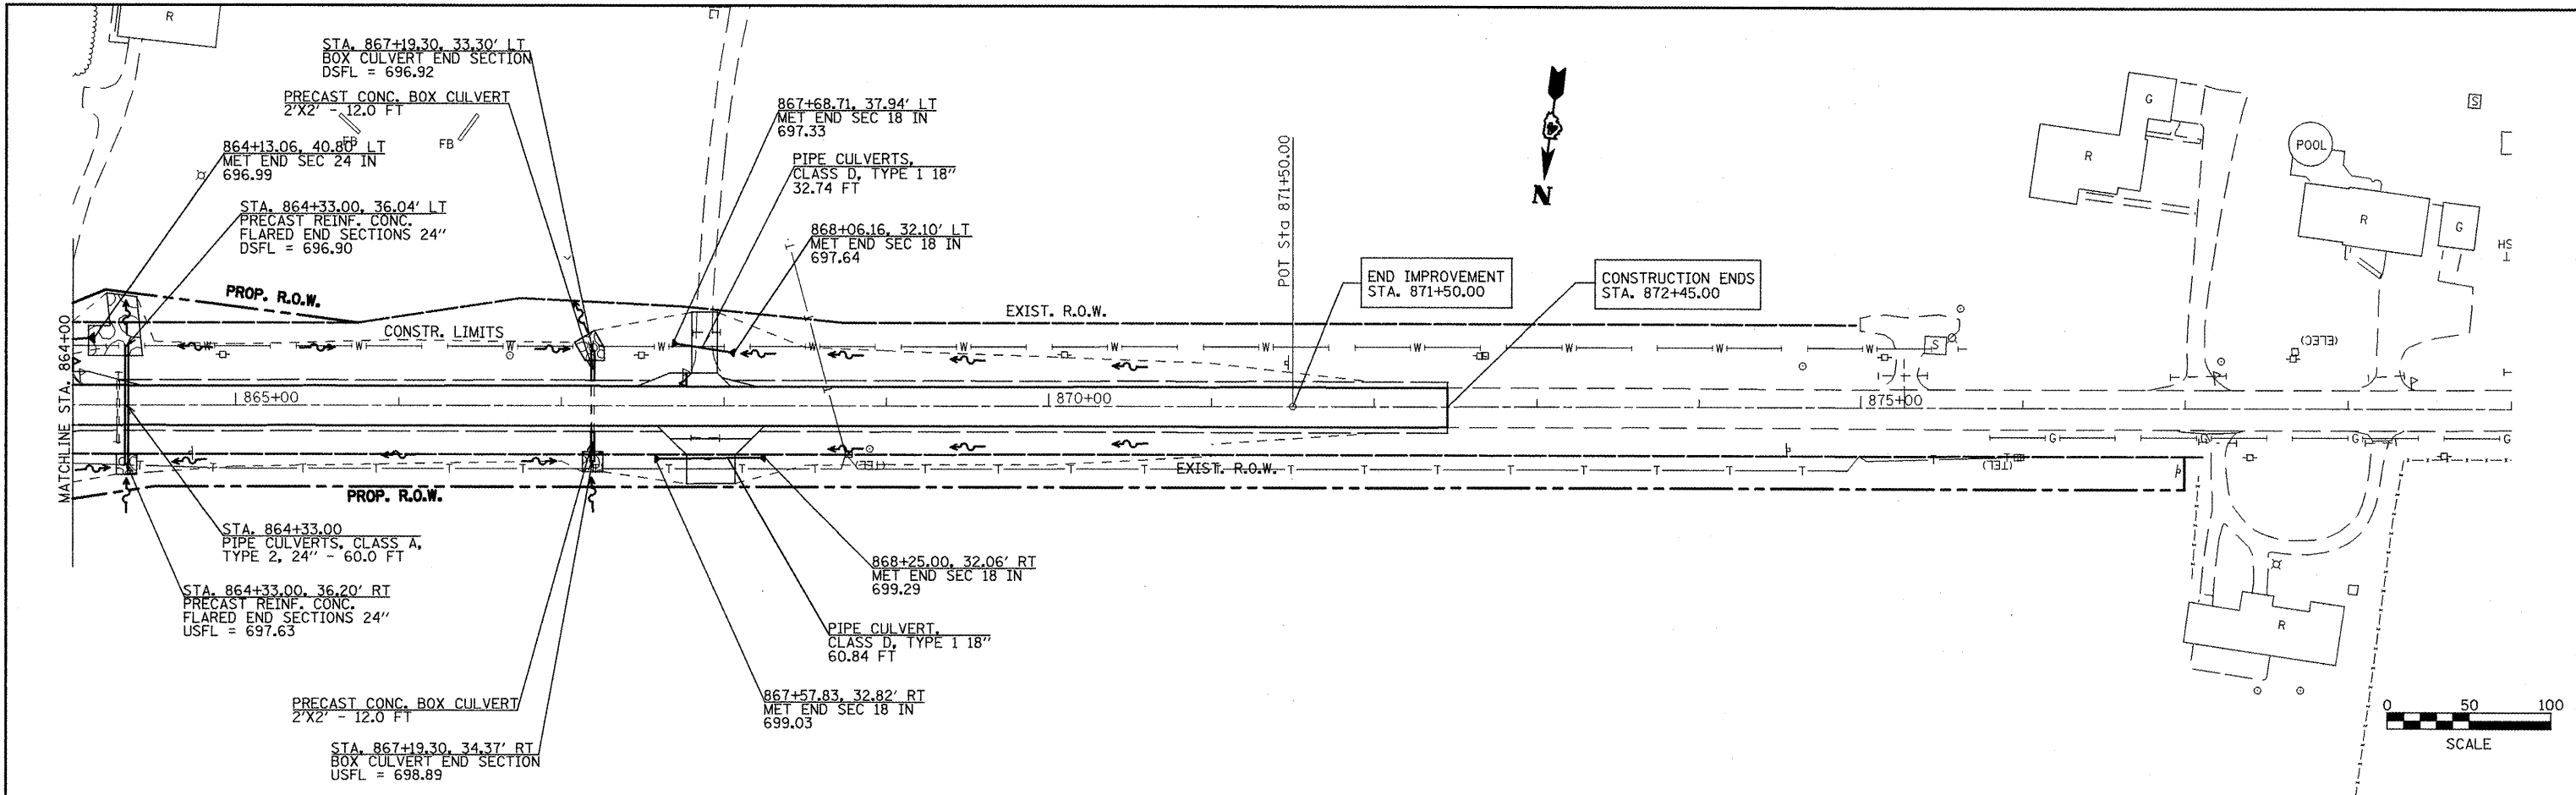 R
STA. 867+19.30, 33.30' LT
BOX CULVERT END SECTION
DSFL = 696.92
PRECAST CONC. BOX CULVERT
2'X2' - 12.0 FT
FB
FB
864+13.06, 40.80' LT
MET END SEC 24 IN
696.99
STA. 864+33.00, 36.04' LT
PRECAST REINF. CONC.
FLARED END SECTIONS 24"
DSFL = 696.90
867+68.71, 37.94' LT
MET END SEC 18 IN
697.33
PIPE CULVERTS,
CLASS D, TYPE 1 18"
32.74 FT
868+06.16, 32.10' LT
MET END SEC 18 IN
697.64
N
POT Sta 871+50.00
END IMPROVEMENT
STA. 871+50.00
CONSTRUCTION ENDS
STA. 872+45.00
G
R
POOL
R
G
S
HS
(ELEC)
S
PROP. R.O.W.
CONSTR. LIMITS
EXIST. R.O.W.
W W W W W W W W W W W
MATCHLINE STA. 864+00
865+00
870+00
875+00
G G G G
T T T T T T T T T T T T T T T T T T
(TEL)
EXIST. R.O.W.
(TEL)
PROP. R.O.W.
STA. 864+33.00
PIPE CULVERTS, CLASS A,
TYPE 2, 24" - 60.0 FT
STA. 864+33.00, 36.20' RT
PRECAST REINF. CONC.
FLARED END SECTIONS 24"
USFL = 697.63
PRECAST CONC. BOX CULVERT
2'X2' - 12.0 FT
STA. 867+19.30, 34.37' RT
BOX CULVERT END SECTION
USFL = 698.89
868+25.00, 32.06' RT
MET END SEC 18 IN
699.29
PIPE CULVERT,
CLASS D, TYPE 1 18"
60.84 FT
867+57.83, 32.82' RT
MET END SEC 18 IN
699.03
R
0 50 100
SCALE